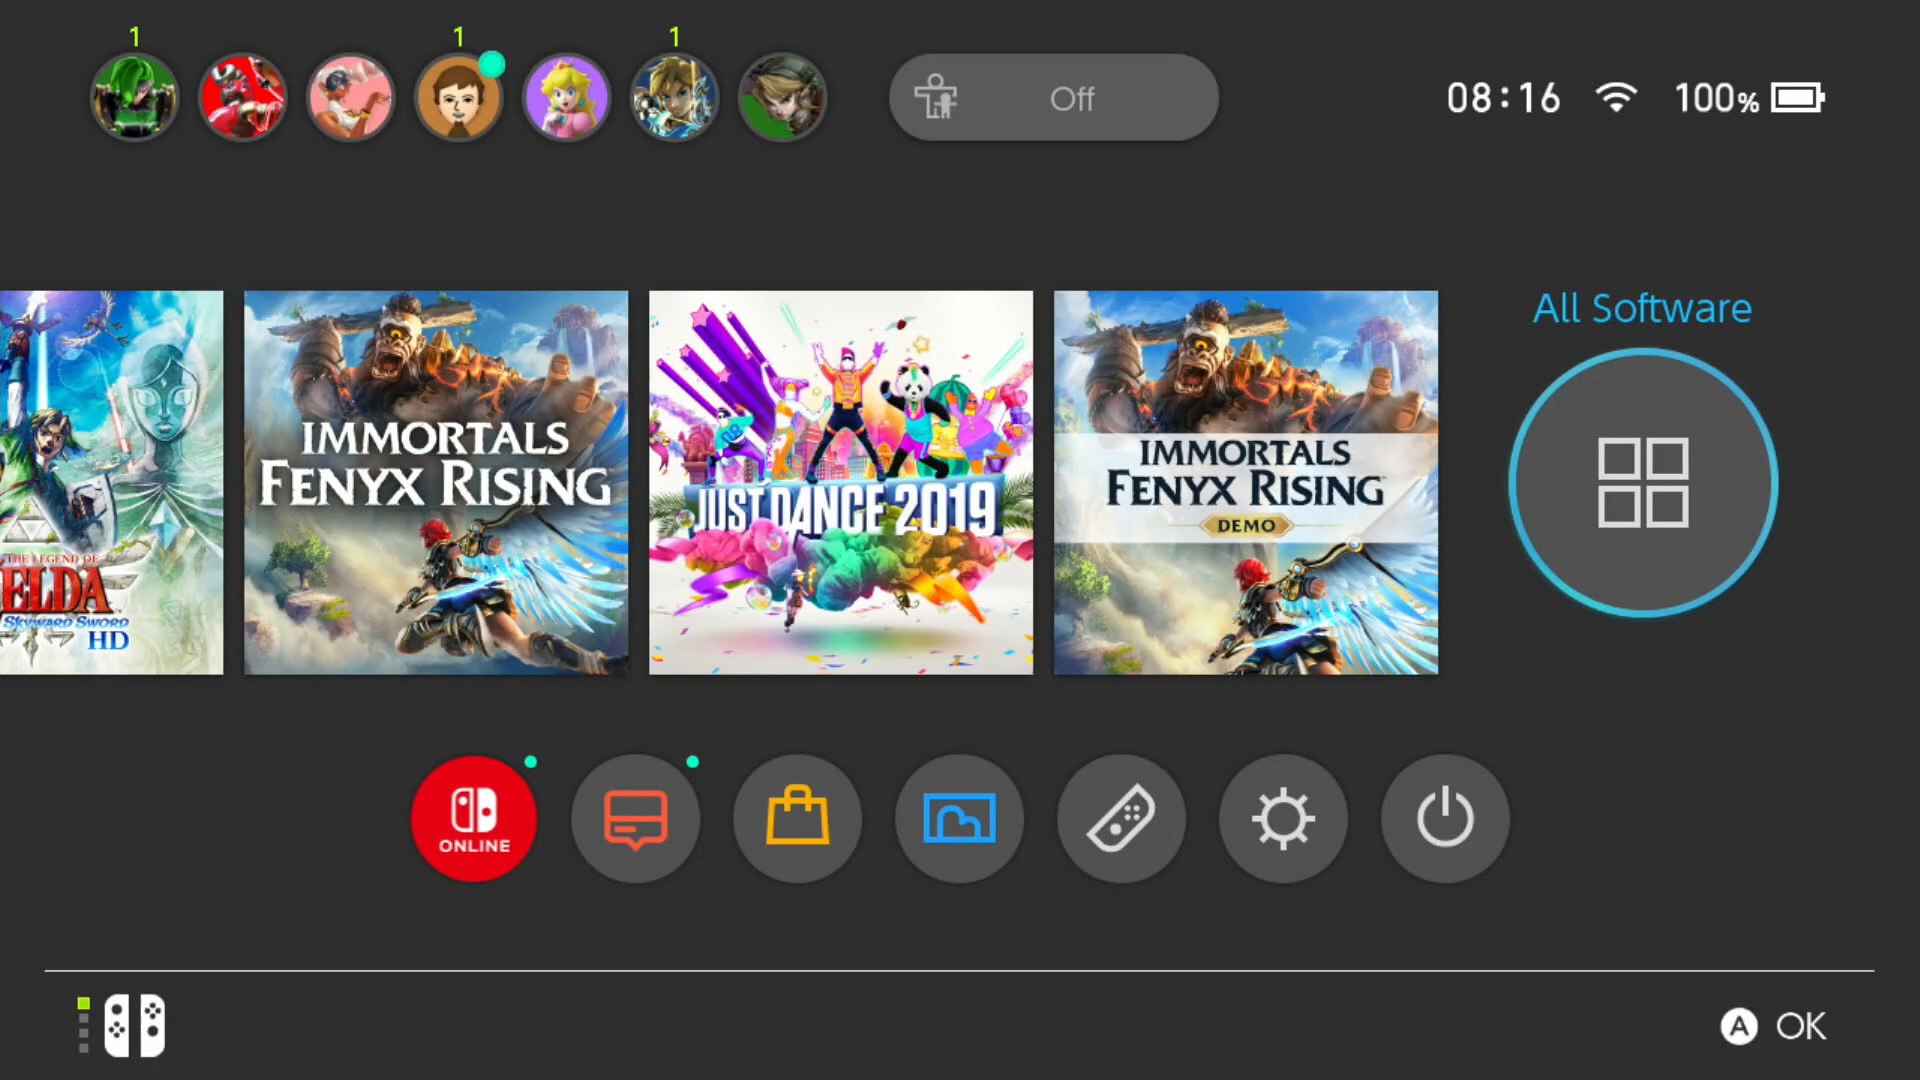 1
1
1
Off
08:16
100%
All Software
THE LEGEND OF
ELDA
SKYWARD SWORD
HD
IMMORTALS
FENYX RISING
JUST DANCE 2019
IMMORTALS
FENYX RISING
DEMO
ONLINE
A OK